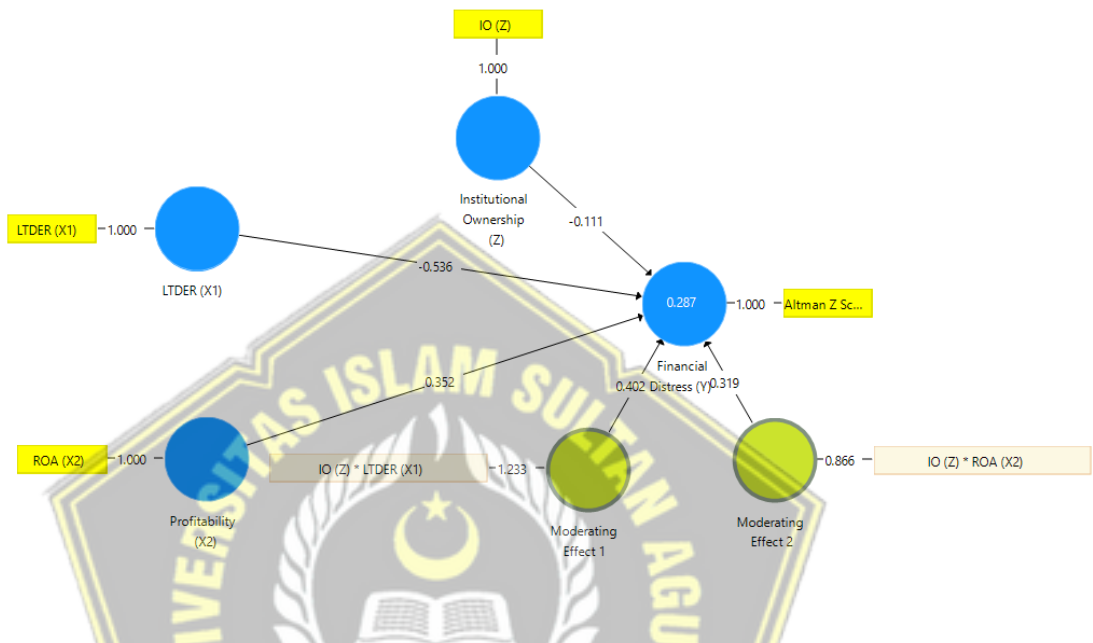 IO (Z)
1.000
Institutional
Ownership
(Z)
-0.111
LTDER (X1)
1.000
LTDER (X1)
-0.536
0.287
1.000
Altman Z Sc...
Financial
Distress (Y)
0.352
0.402
0.319
ROA (X2)
1.000
Profitability
(X2)
IO (Z) * LTDER (X1)
1.233
Moderating
Effect 1
Moderating
Effect 2
0.866
IO (Z) * ROA (X2)
ISLAM SULTAN AGU